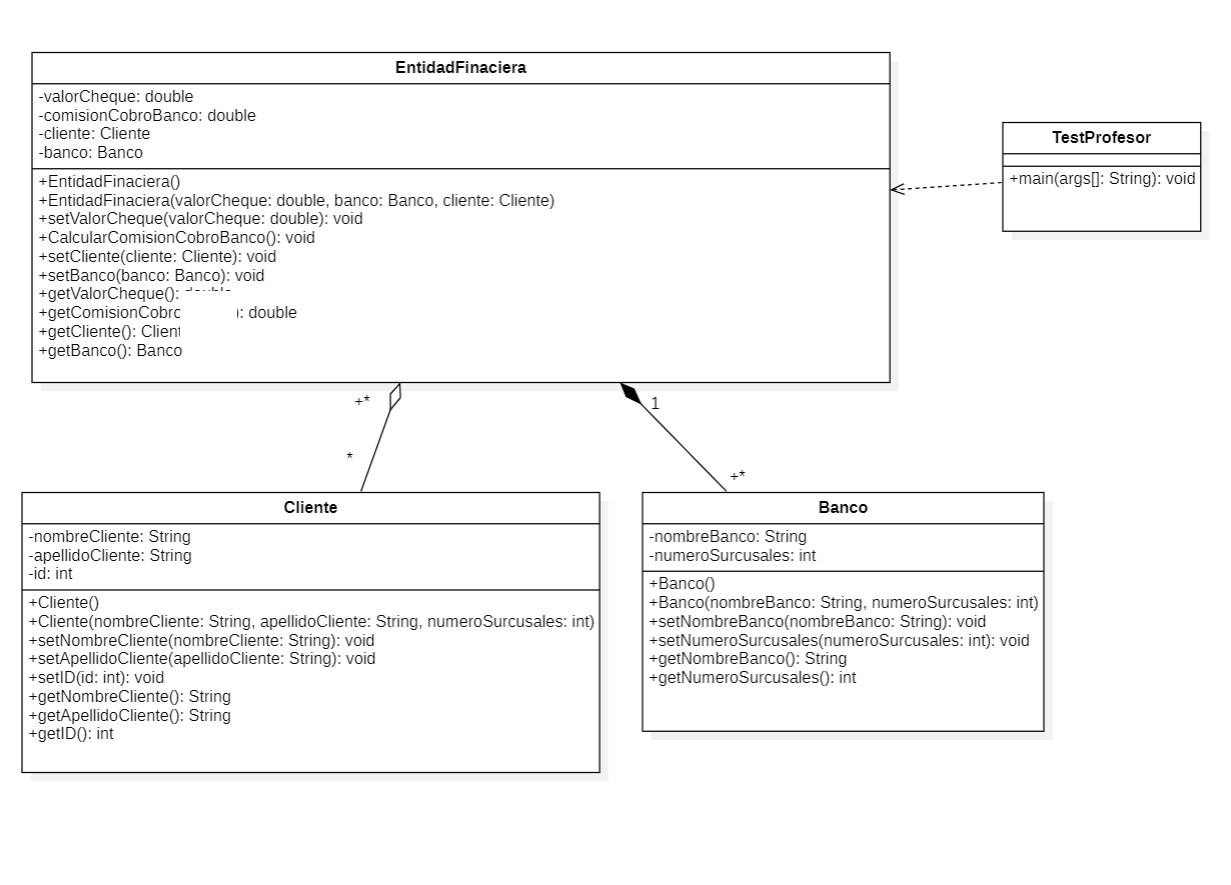 EntidadFinaciera
-valorCheque: double
-comisionCobroBanco: double
-cliente: Cliente
-banco: Banco
+EntidadFinaciera()
+EntidadFinaciera(valorCheque: double, banco: Banco, cliente: Cliente)
+setValorCheque(valorCheque: double): void
+CalcularComisionCobroBanco(): void
+setCliente(cliente: Cliente): void
+setBanco(banco: Banco): void
+getValorCheque():
): double
+getCliente():
+getBanco(): Banco
TestProfesor
+main(args[]: String): void
+*
*
1
+*
Cliente
-nombreCliente: String
-apellidoCliente: String
-id: int
+Cliente()
+Cliente(nombreCliente: String, apellidoCliente: String, numeroSurcusales: int)
+setNombreCliente(nombreCliente: String): void
+setApellidoCliente(apellidoCliente: String): void
+setID(id: int): void
+getNombreCliente(): String
+getApellidoCliente(): String
+getID(): int
Banco
-nombreBanco: String
-numeroSurcusales: int
+Banco()
+Banco(nombreBanco: String, numeroSurcusales: int)
+setNombreBanco(nombreBanco: String): void
+setNumeroSurcusales(numeroSurcusales: int): void
+getNombreBanco(): String
+getNumeroSurcusales(): int